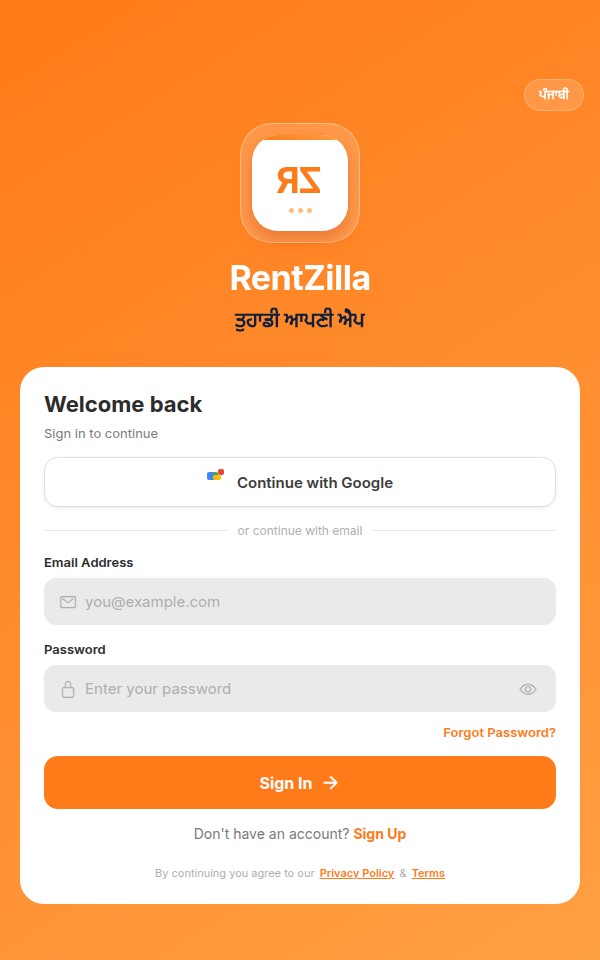 ਪੰਜਾਬੀ
RZ
RentZilla
ਤੁਹਾਡੀ ਆਪਣੀ ਐਪ
Welcome back
Sign in to continue
Continue with Google
or continue with email
Email Address
you@example.com
Password
Enter your password
Forgot Password?
Sign In →
Don't have an account? Sign Up
By continuing you agree to our Privacy Policy & Terms